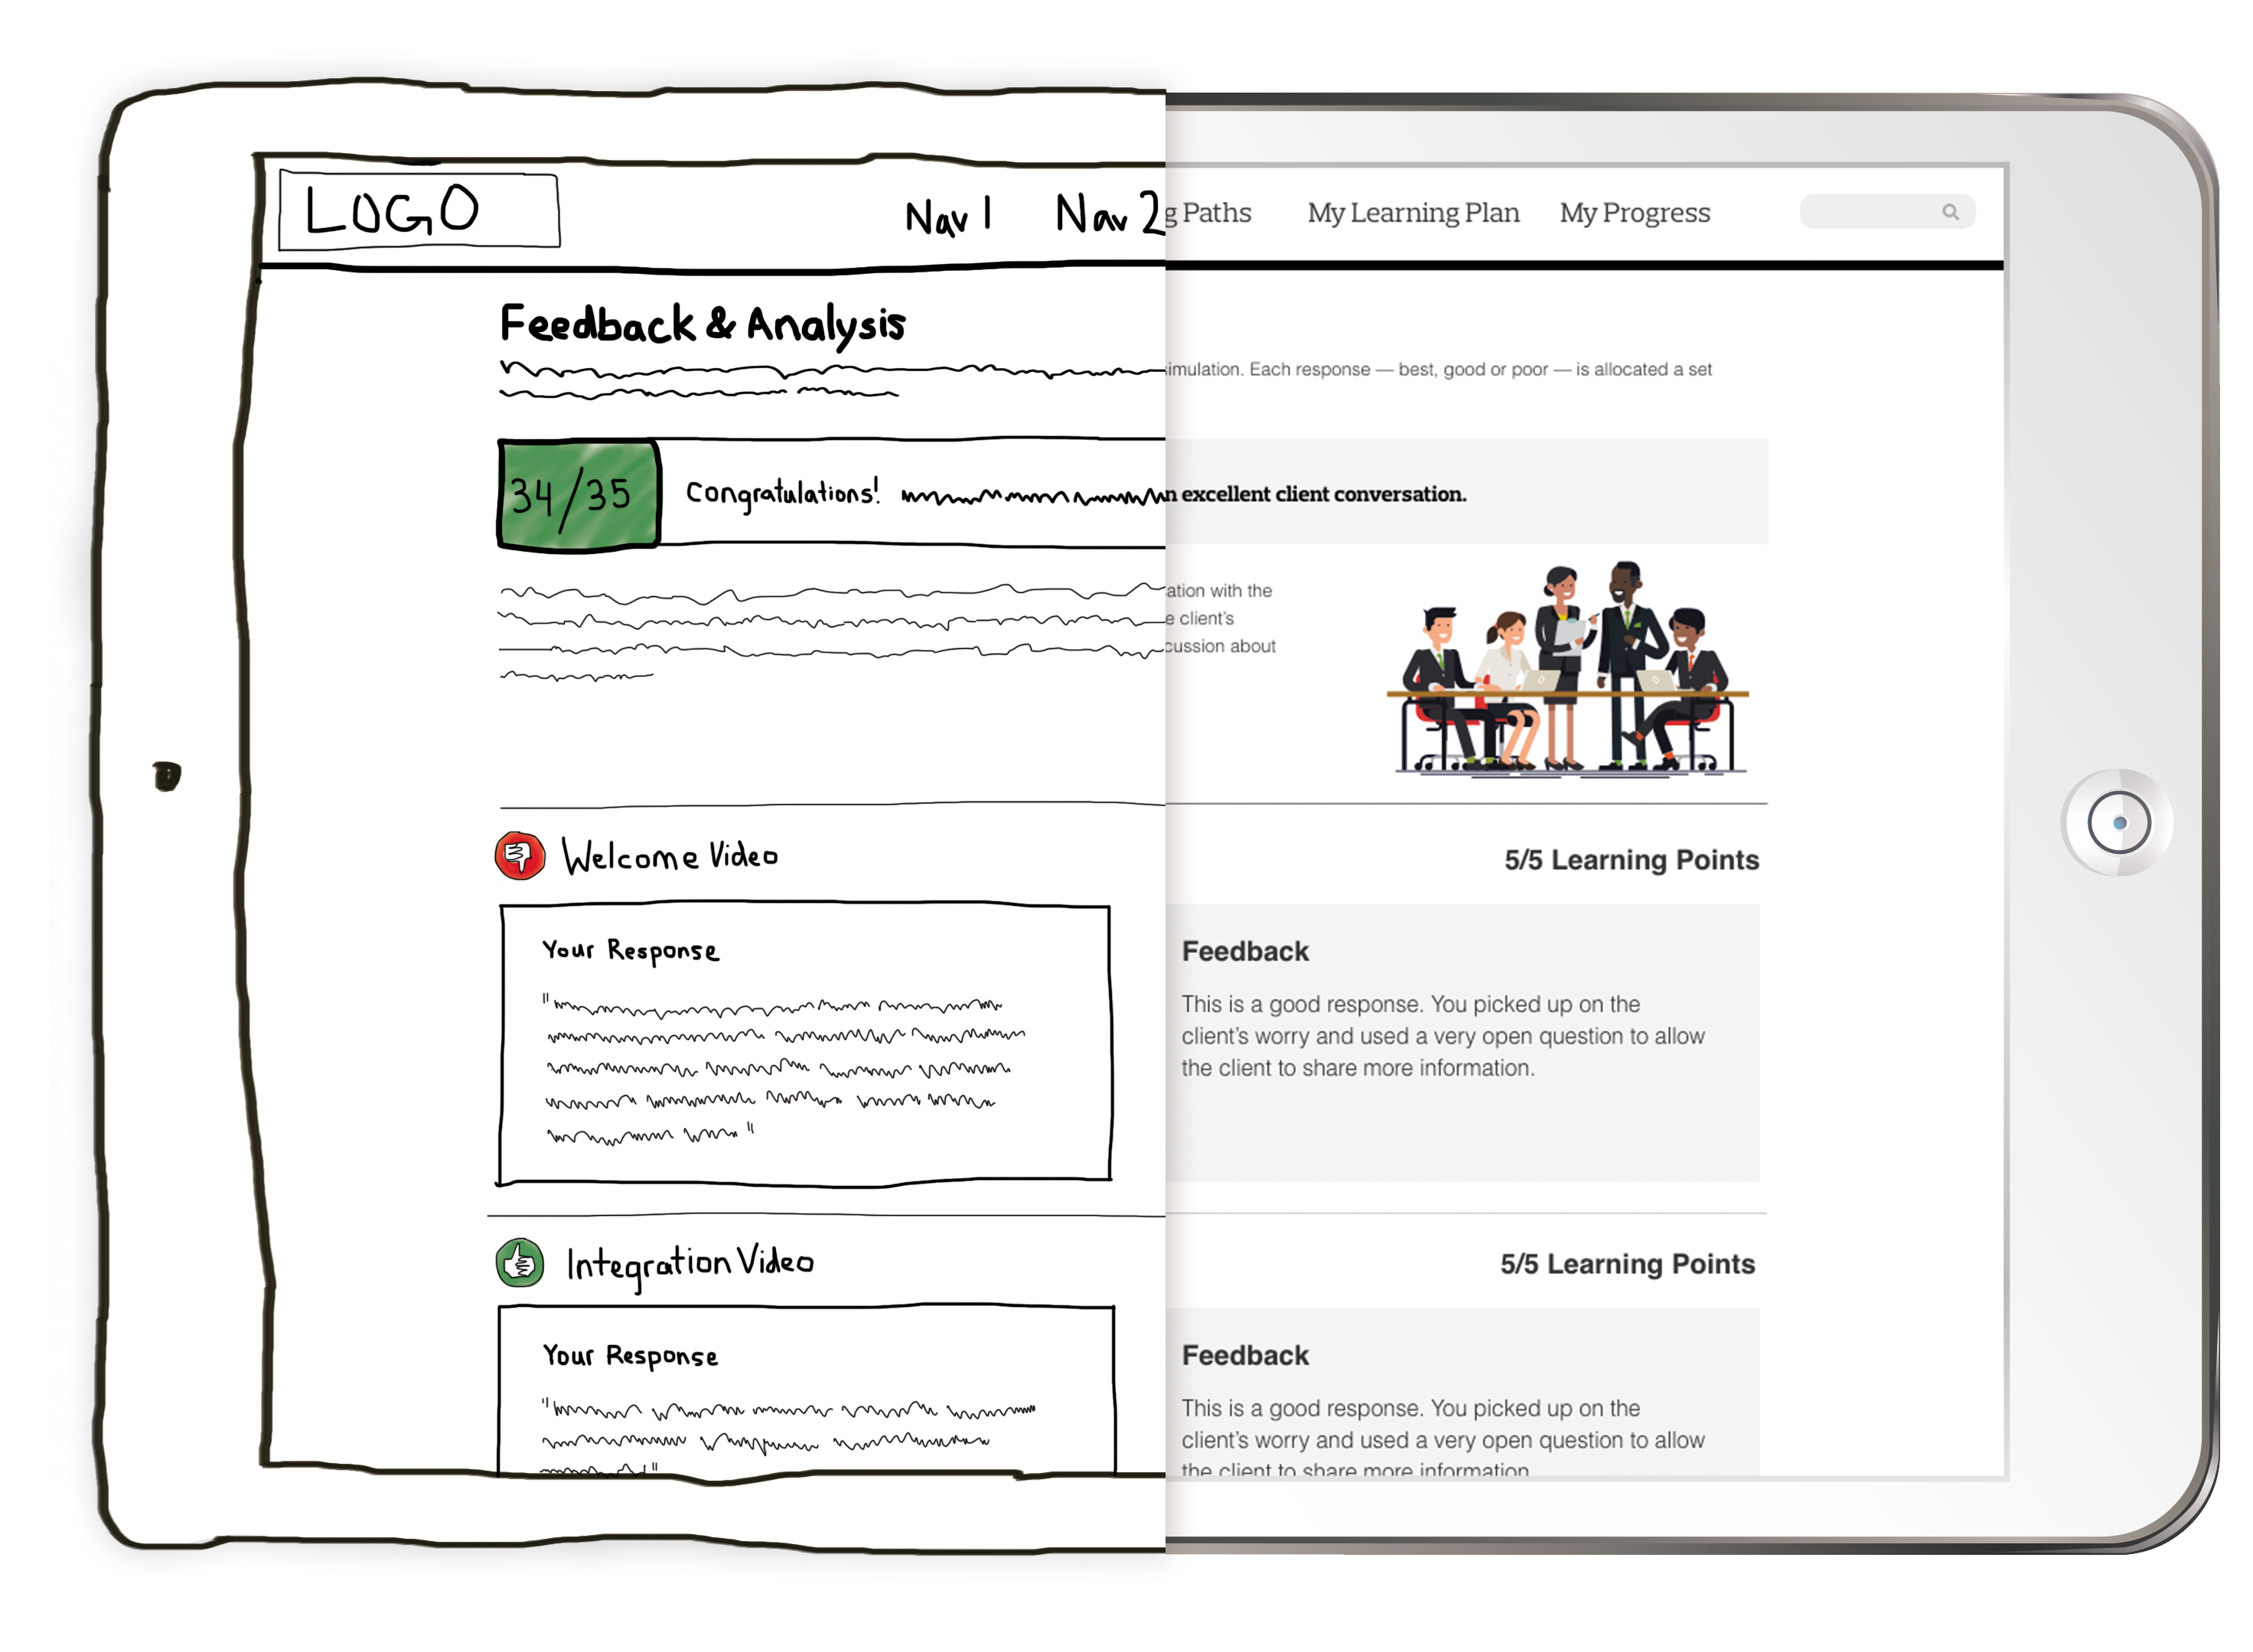 LOGO Nav 1 Nav 2 g Paths My Learning Plan My Progress
Feedback & Analysis
imulation. Each response — best, good or poor — is allocated a set
34/35 Congratulations! n excellent client conversation.
ation with the
e client's
cussion about
Welcome Video 5/5 Learning Points
Your Response
Feedback
This is a good response. You picked up on the
client's worry and used a very open question to allow
the client to share more information.
Integration Video 5/5 Learning Points
Your Response
Feedback
This is a good response. You picked up on the
client's worry and used a very open question to allow
the client to share more information